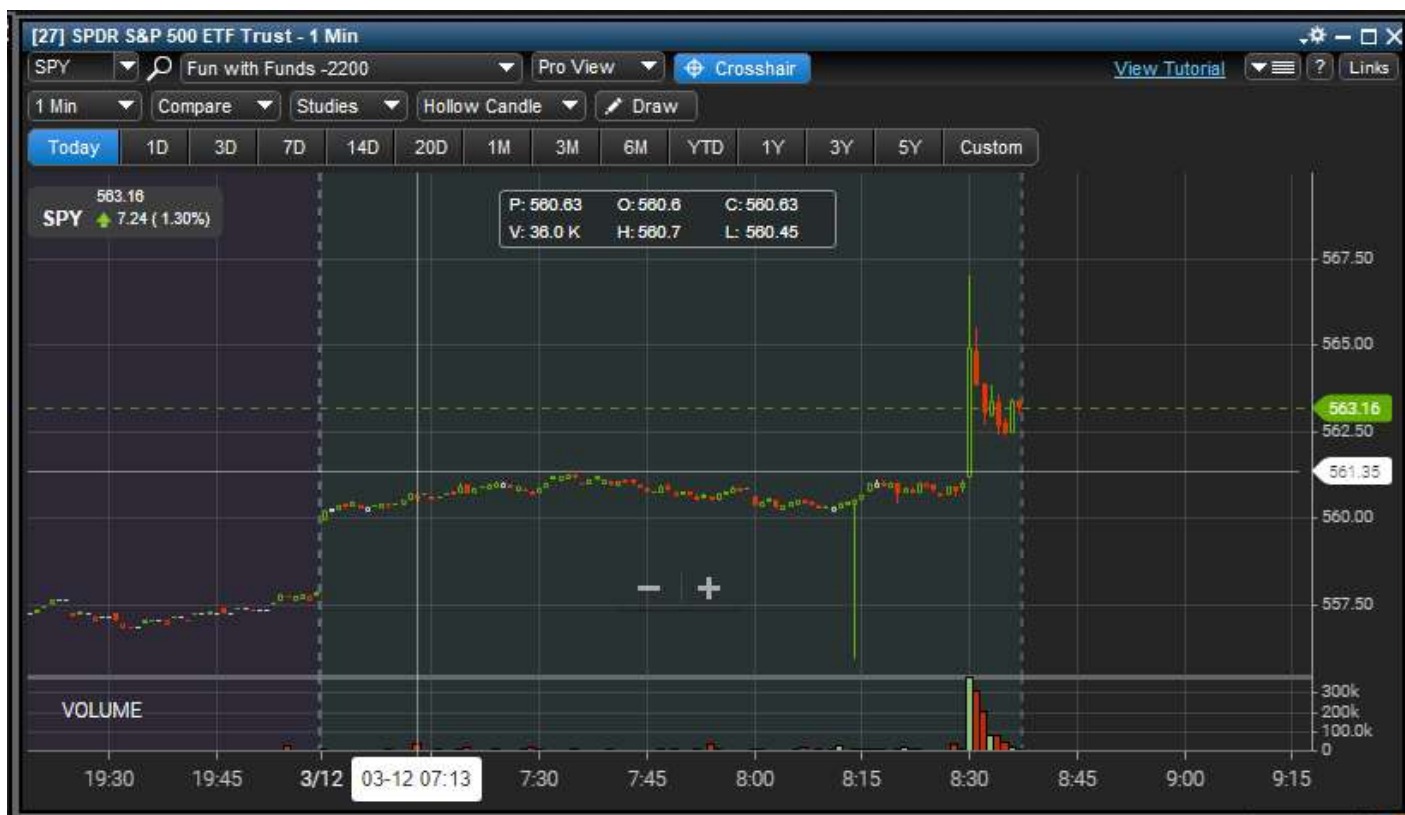 [27] SPDR S&P 500 ETF Trust - 1 Min
SPY Fun with Funds -2200 Pro View Crosshair View Tutorial ? Links
1 Min Compare Studies Hollow Candle Draw
Today 1D 3D 7D 14D 20D 1M 3M 6M YTD 1Y 3Y 5Y Custom
563.16
SPY 7.24 ( 1.30%)
P: 560.63 O: 560.6 C: 560.63
V: 36.0 K H: 560.7 L: 560.45
567.50
565.00
563.16
562.50
561.35
560.00
557.50
VOLUME
300k
200k
100.0k
0
19:30 19:45 3/12 03-12 07:13 7:30 7:45 8:00 8:15 8:30 8:45 9:00 9:15